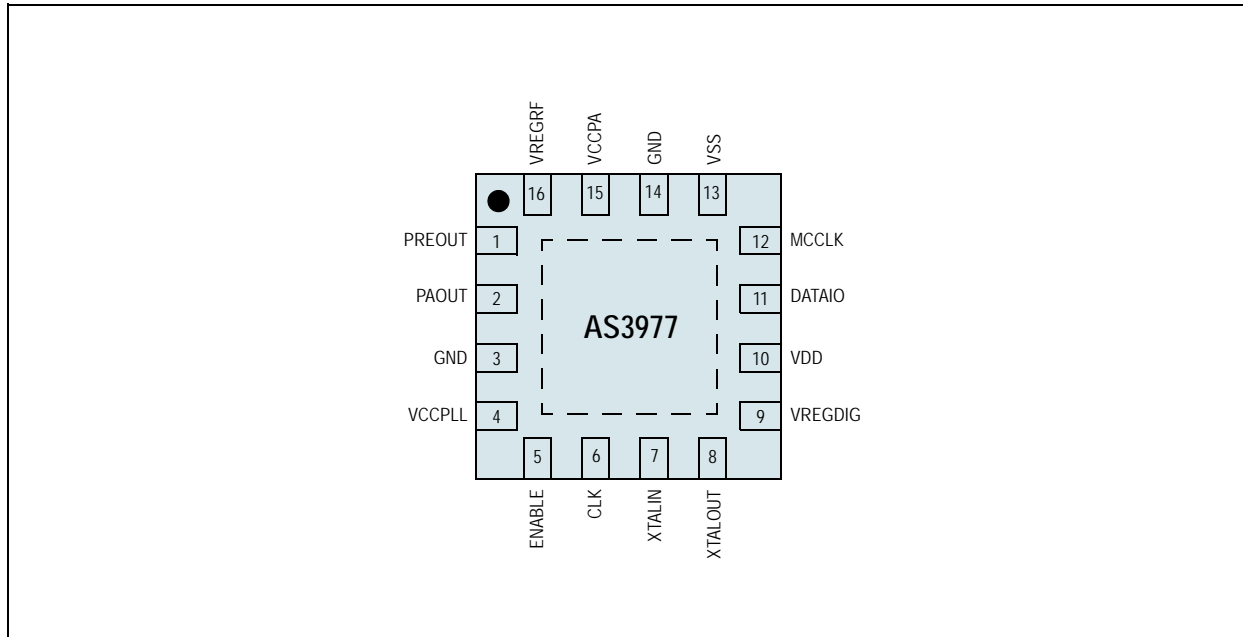 VREGRF VCCPA GND VSS
16 15 14 13
PREOUT 1 12 MCCLK
PAOUT 2 11 DATAIO
AS3977
GND 3 10 VDD
VCCPLL 4 9 VREGDIG
5 6 7 8
ENABLE CLK XTALIN XTALOUT